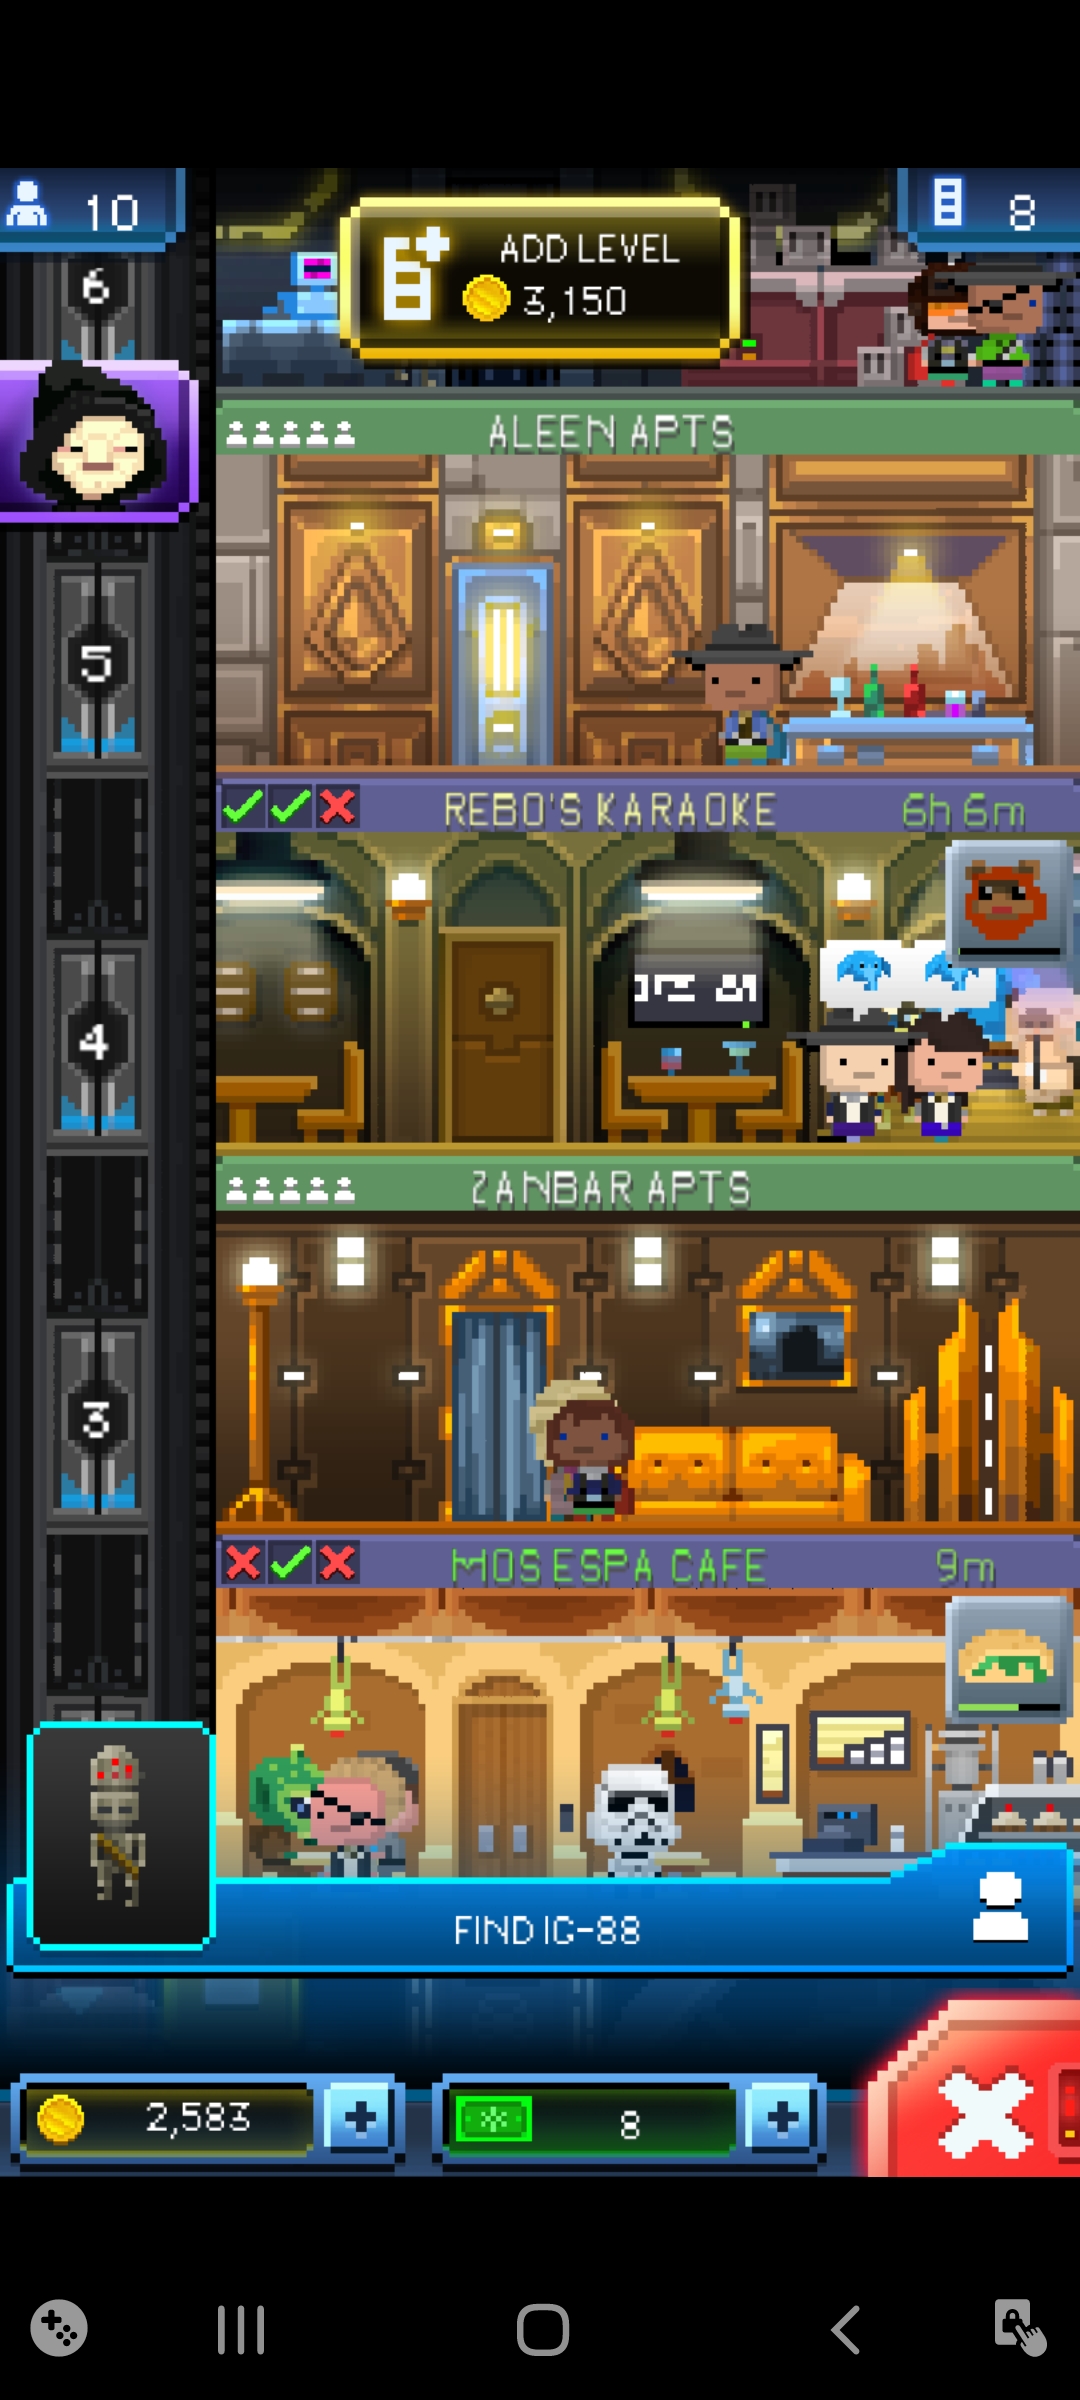 10
ADD LEVEL
3,150
8
6
ALEEN APTS
5
REBO'S KARAOKE
6h 6m
4
ZANBAR APTS
3
MOS ESPA CAFE
9m
FIND IG-88
2,583
8